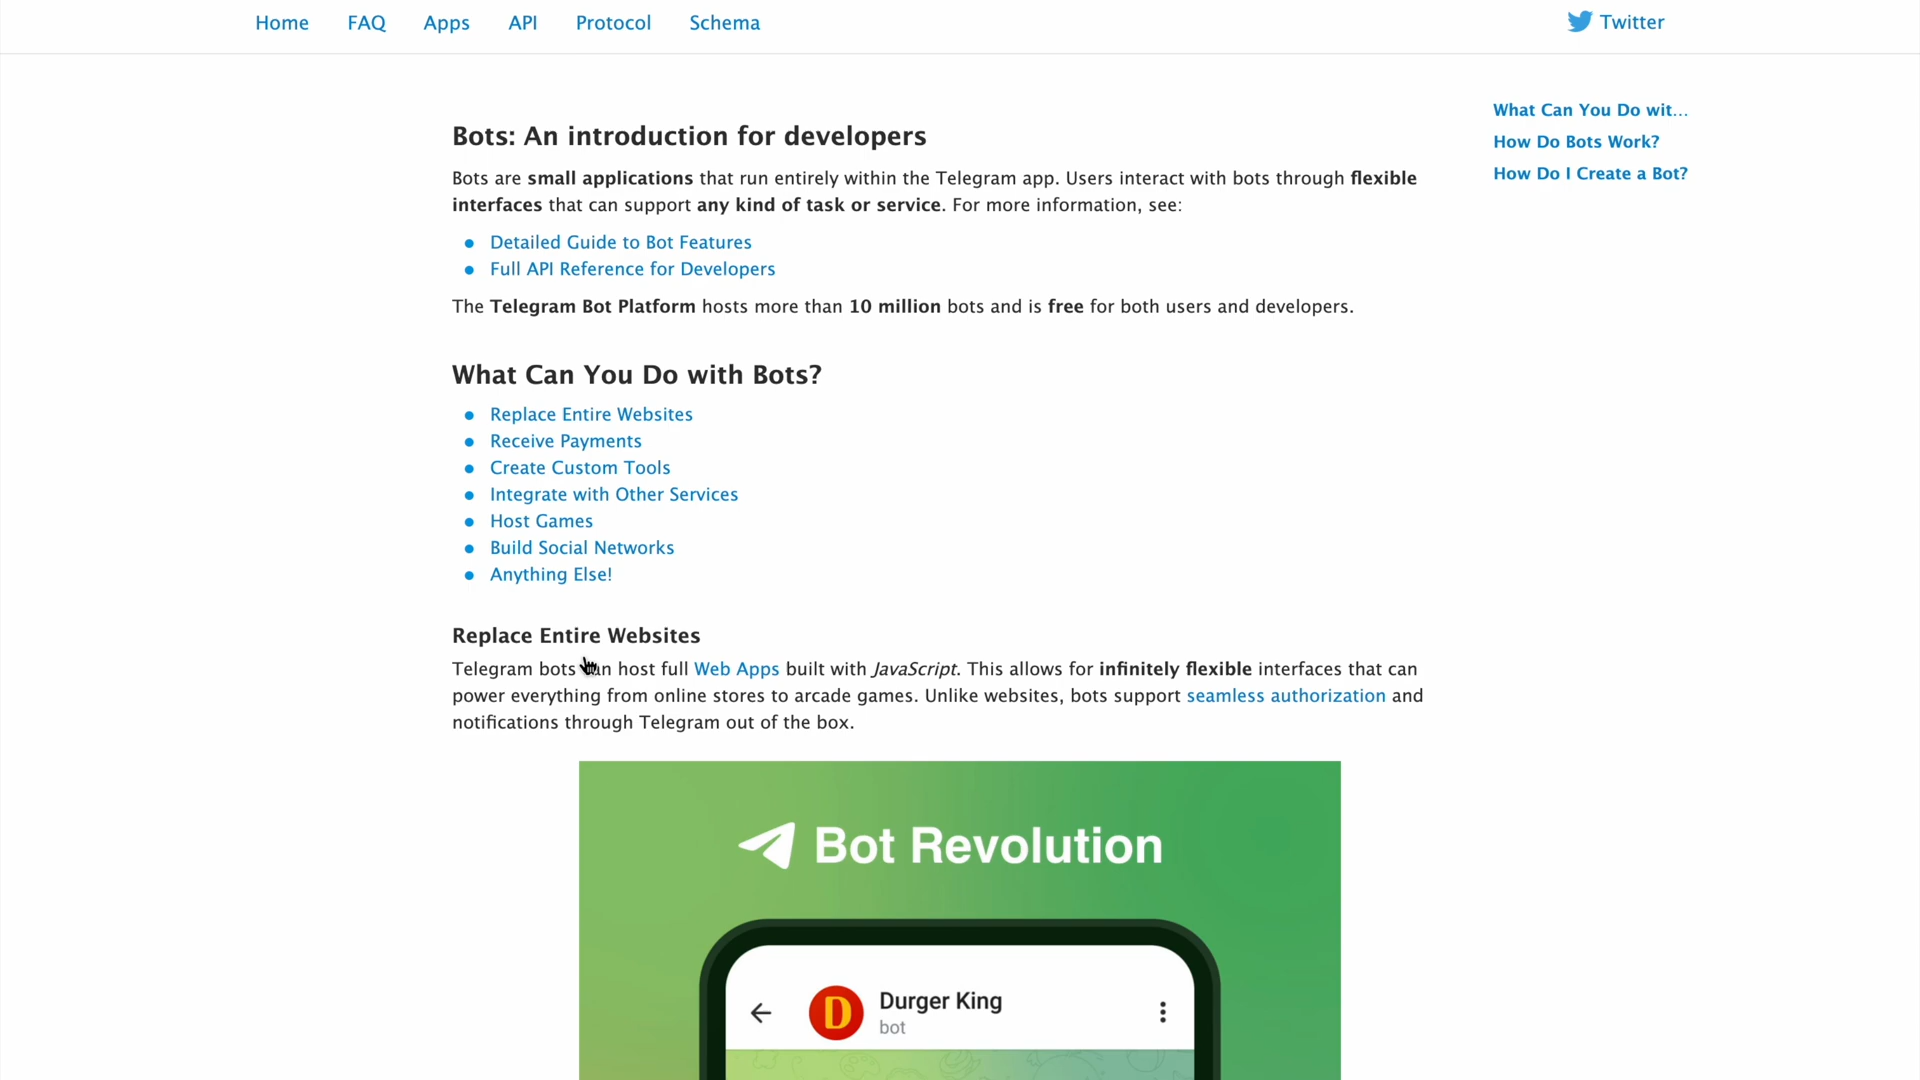 Home FAQ Apps API Protocol Schema Twitter
What Can You Do wit...
How Do Bots Work?
How Do I Create a Bot?
Bots: An introduction for developers
Bots are small applications that run entirely within the Telegram app. Users interact with bots through flexible
interfaces that can support any kind of task or service. For more information, see:
Detailed Guide to Bot Features
Full API Reference for Developers
The Telegram Bot Platform hosts more than 10 million bots and is free for both users and developers.
What Can You Do with Bots?
Replace Entire Websites
Receive Payments
Create Custom Tools
Integrate with Other Services
Host Games
Build Social Networks
Anything Else!
Replace Entire Websites
Telegram bots can host full Web Apps built with JavaScript. This allows for infinitely flexible interfaces that can
power everything from online stores to arcade games. Unlike websites, bots support seamless authorization and
notifications through Telegram out of the box.
Bot Revolution
D Durger King
bot